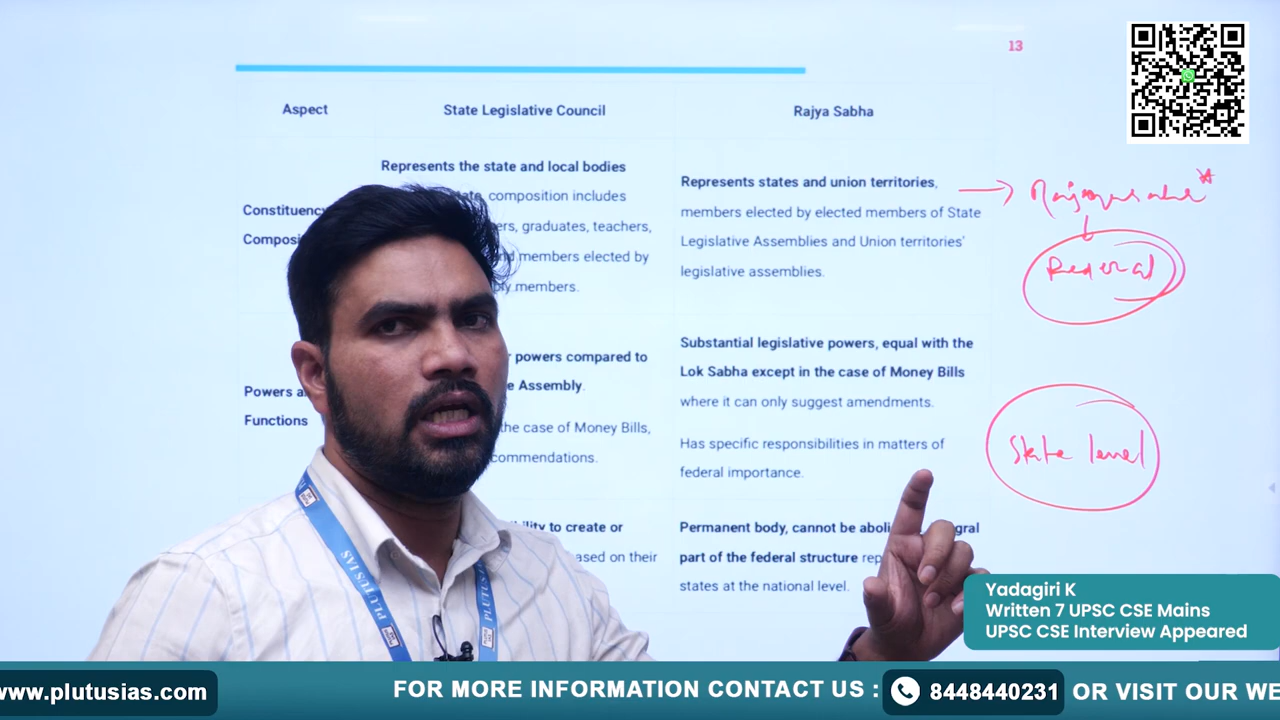 13
Aspect
State Legislative Council
Rajya Sabha
Represents the state and local bodies
composition includes
graduates, teachers,
members elected by
members.
Represents states and union territories,
members elected by elected members of State
Legislative Assemblies and Union territories'
legislative assemblies.
Federal
powers compared to
Assembly.
the case of Money Bills,
Powers
Functions
Substantial legislative powers, equal with the
Lok Sabha except in the case of Money Bills
where it can only suggest amendments.
Has specific responsibilities in matters of
federal importance.
State level
to create or
based on their
Permanent body, cannot be
part of the federal structure
states at the national level.
PLUTUS IAS
Yadagiri K
Written 7 UPSC CSE Mains
UPSC CSE Interview Appeared
www.plutusias.com
FOR MORE INFORMATION CONTACT US :
8448440231
OR VISIT OUR WE